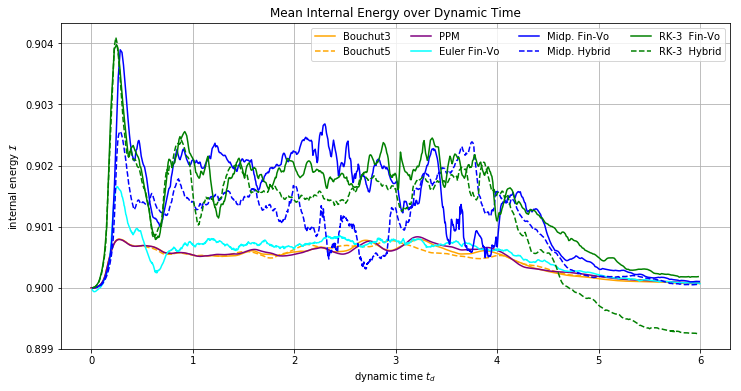 Mean Internal Energy over Dynamic Time
internal energy ℐ
0.904
0.903
0.902
0.901
0.900
0.899
Bouchut3
Bouchut5
PPM
Euler Fin-Vo
Midp. Fin-Vo
Midp. Hybrid
RK-3 Fin-Vo
RK-3 Hybrid
0 1 2 3 4 5 6
dynamic time t_d